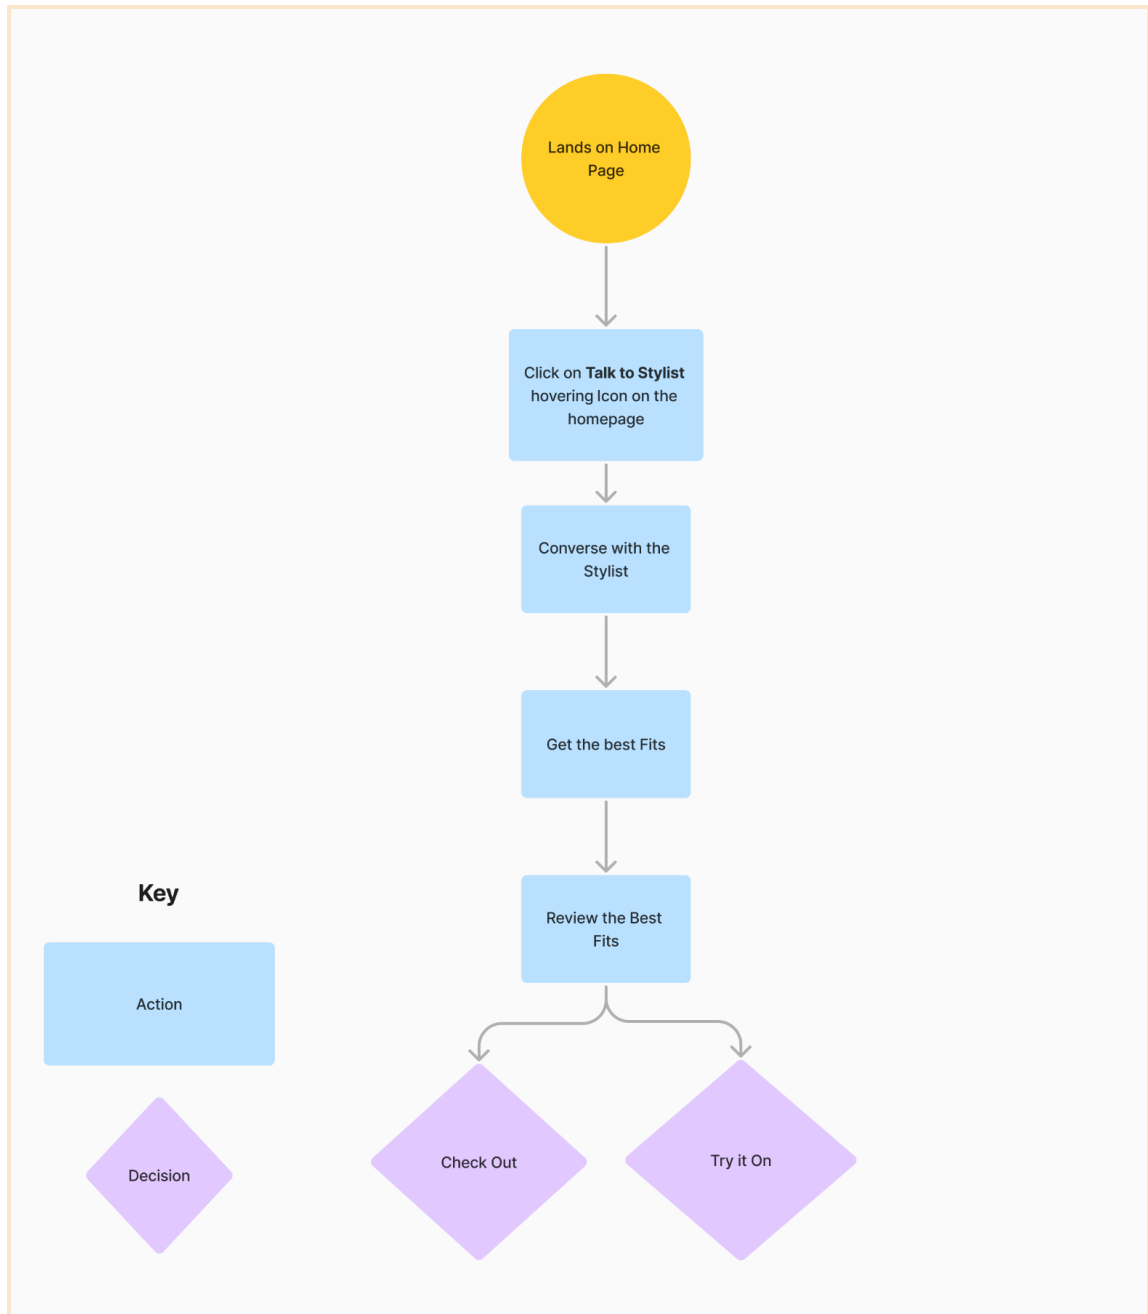 Lands on Home
Page
Click on Talk to Stylist
hovering Icon on the
homepage
Converse with the
Stylist
Get the best Fits
Review the Best
Fits
Check Out
Try it On
Key
Action
Decision